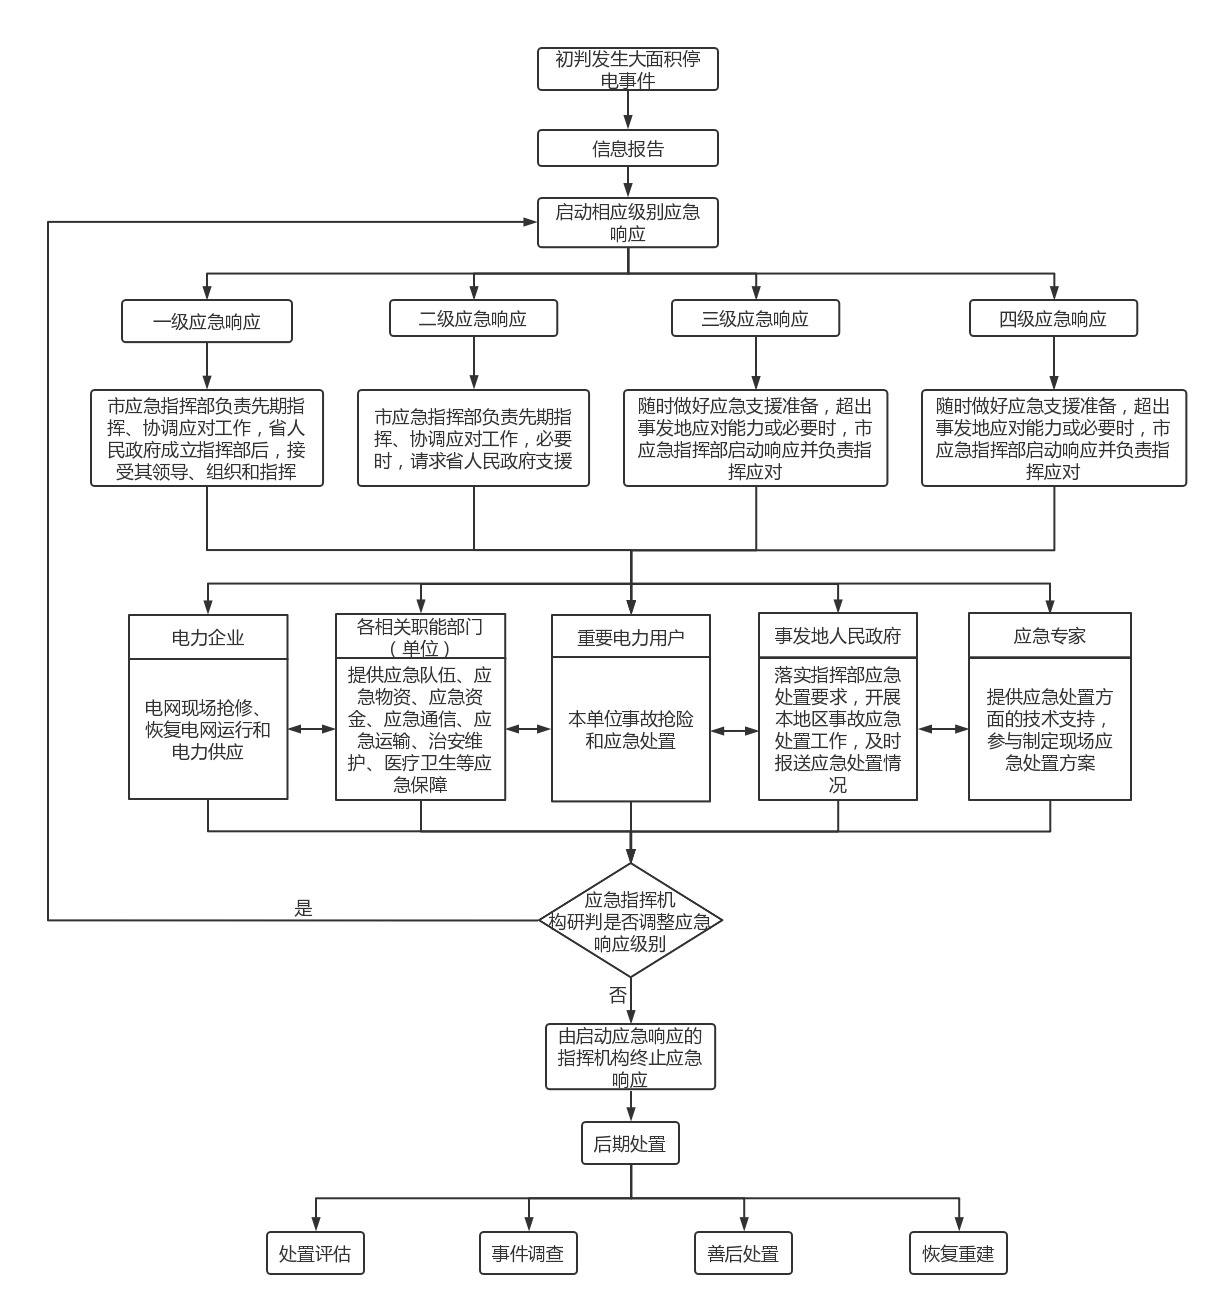 初判发生大面积停
电事件
信息报告
启动相应级别应急
响应
一级应急响应
二级应急响应
三级应急响应
四级应急响应
市应急指挥部负责先期指
挥、协调应对工作，省人
民政府成立指挥部后，接
受其领导、组织和指挥
市应急指挥部负责先期指
挥、协调应对工作，必要
时，请求省人民政府支援
随时做好应急支援准备，超出
事发地应对能力或必要时，市
应急指挥部启动响应并负责指
挥应对
随时做好应急支援准备，超出
事发地应对能力或必要时，市
应急指挥部启动响应并负责指
挥应对
电力企业
电网现场抢修、
恢复电网运行和
电力供应
各相关职能部门
（单位）
提供应急队伍、应
急物资、应急资
金、应急通信、应
急运输、治安维
护、医疗卫生等应
急保障
重要电力用户
本单位事故抢险
和应急处置
事发地人民政府
落实指挥部应急
处置要求，开展
本地区事故应急
处置工作，及时
报送应急处置情
况
应急专家
提供应急处置方
面的技术支持，
参与制定现场应
急处置方案
应急指挥机
构研判是否调整应急
响应级别
是
否
由启动应急响应的
指挥机构终止应急
响应
后期处置
处置评估
事件调查
善后处置
恢复重建